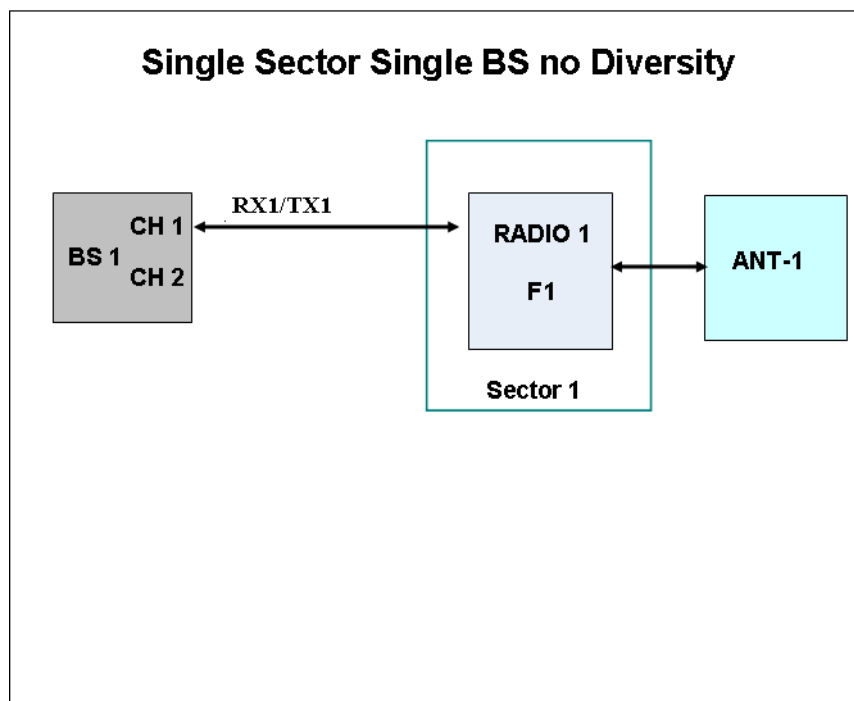 Single Sector Single BS no Diversity
RX1/TX1
CH 1
BS 1
CH 2
RADIO 1
F1
ANT-1
Sector 1